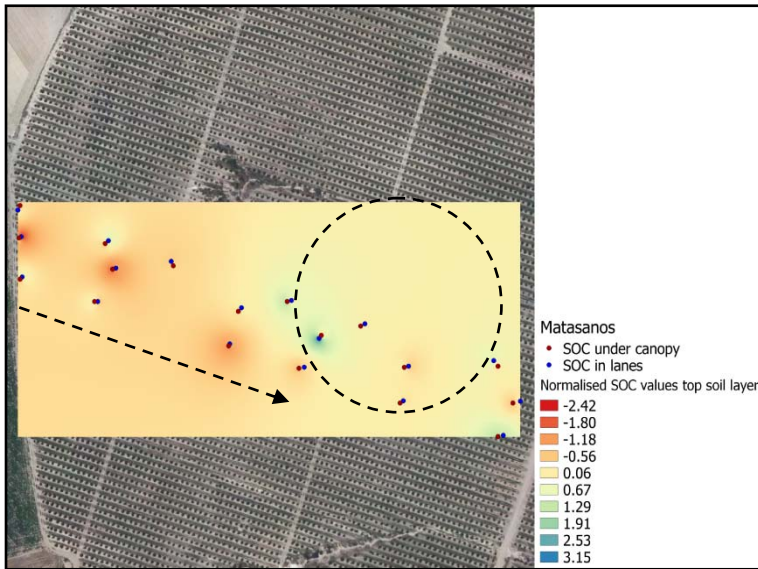 Matasanos
SOC under canopy
SOC in lanes
Normalised SOC values top soil layer
-2.42
-1.80
-1.18
-0.56
0.06
0.67
1.29
1.91
2.53
3.15